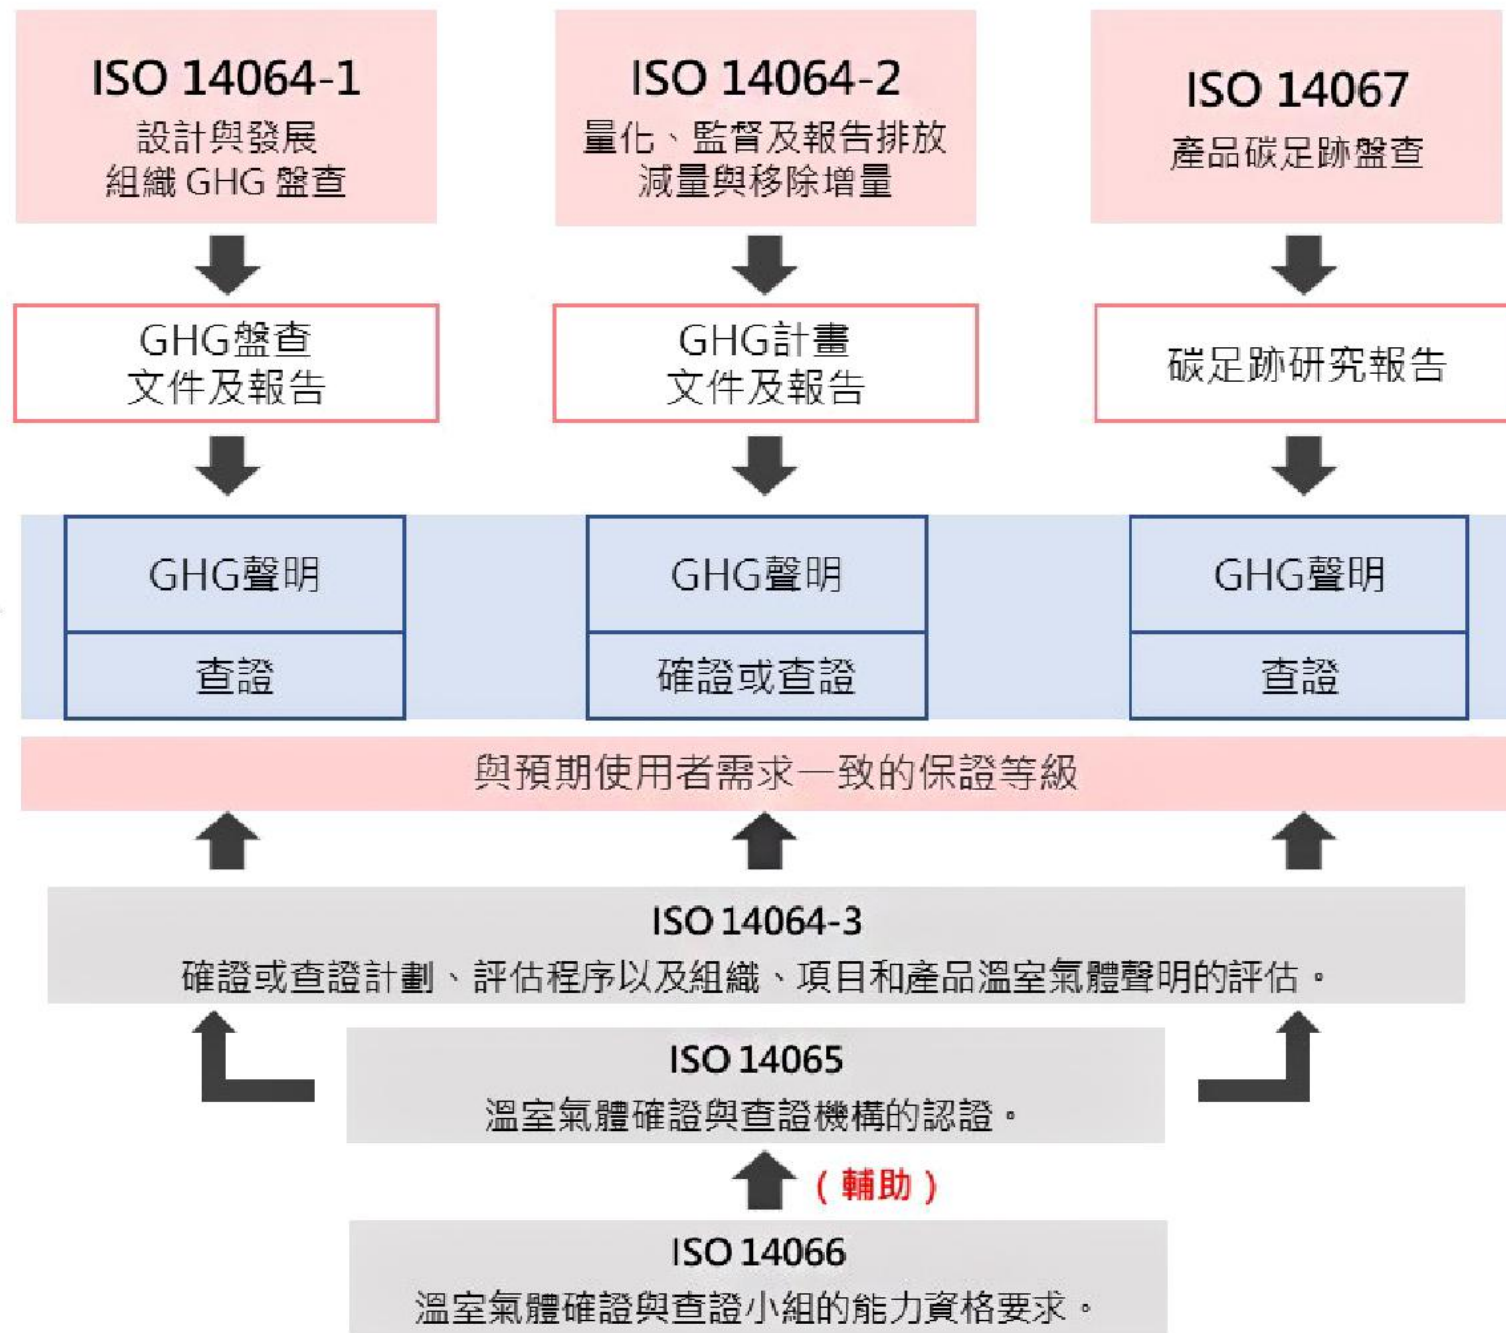 ISO 14064-1
設計與發展
組織 GHG 盤查
ISO 14064-2
量化、監督及報告排放
減量與移除增量
ISO 14067
產品碳足跡盤查
GHG盤查
文件及報告
GHG計畫
文件及報告
碳足跡研究報告
GHG聲明
GHG聲明
GHG聲明
查證
確證或查證
查證
與預期使用者需求一致的保證等級
ISO 14064-3
確證或查證計劃、評估程序以及組織、項目和產品溫室氣體聲明的評估。
ISO 14065
溫室氣體確證與查證機構的認證。
(輔助)
ISO 14066
溫室氣體確證與查證小組的能力資格要求。